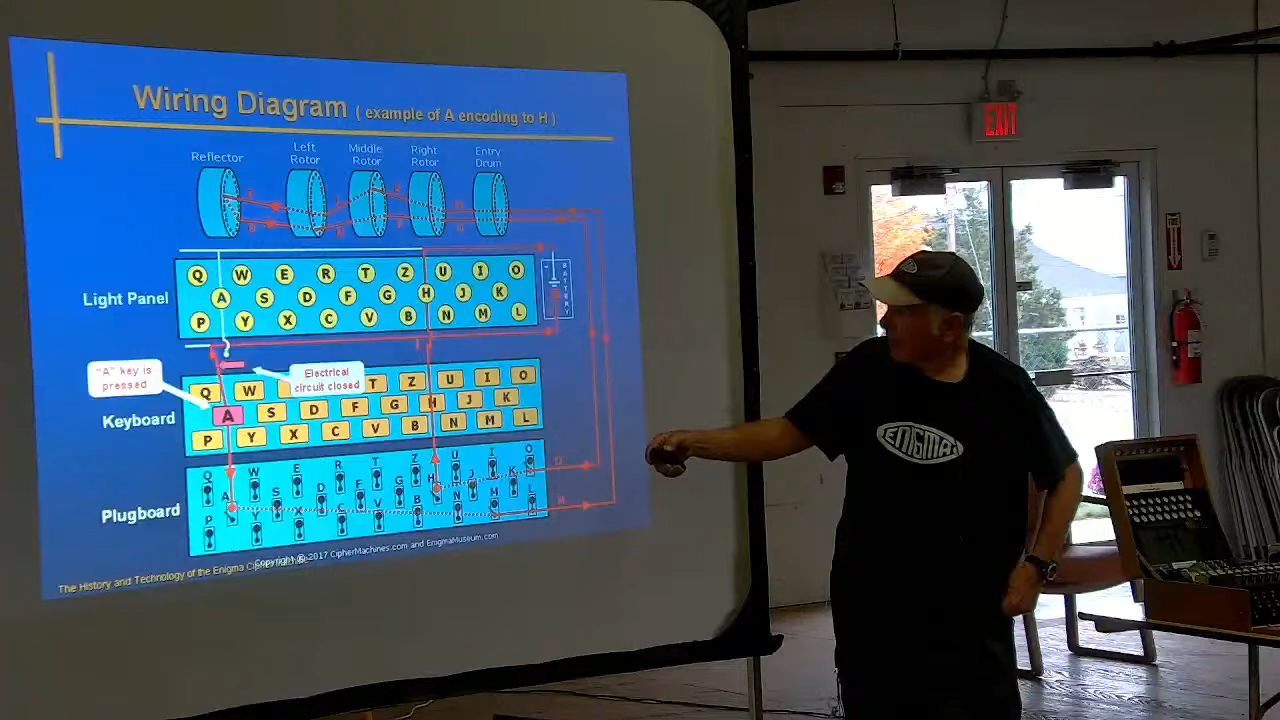 Wiring Diagram ( example of A encoding to H )
Reflector
Left
Rotor
Middle
Rotor
Right
Rotor
Entry
Drum
Light Panel
Q W E R T Z U I O
A S D F G H J K
P Y X C V B N M L
BATTERY
"A" key is
pressed
Electrical
circuit closed
Keyboard
Q W T Z U I O
A S D F G H J K
P Y X C V B N M L
Plugboard
Q W E R T Z U I O
A S D F G H J K
P Y X C V B N M L
Copyright © 2017 CipherMachines.com and EnigmaMuseum.com
The History and Technology of the Enigma Cipher Machine
EXIT
ENIGMA